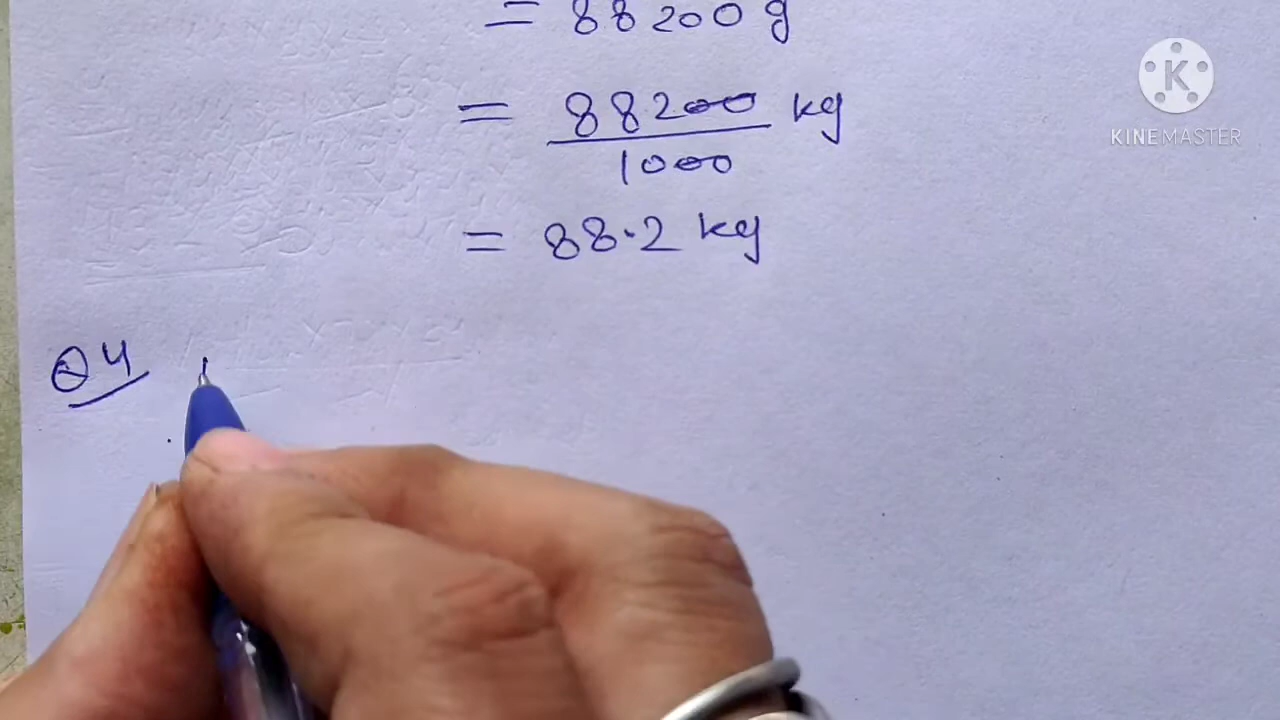 = 88200 g
= 88200 kg
1000
= 88.2 kg
Q4
K
KINEMASTER